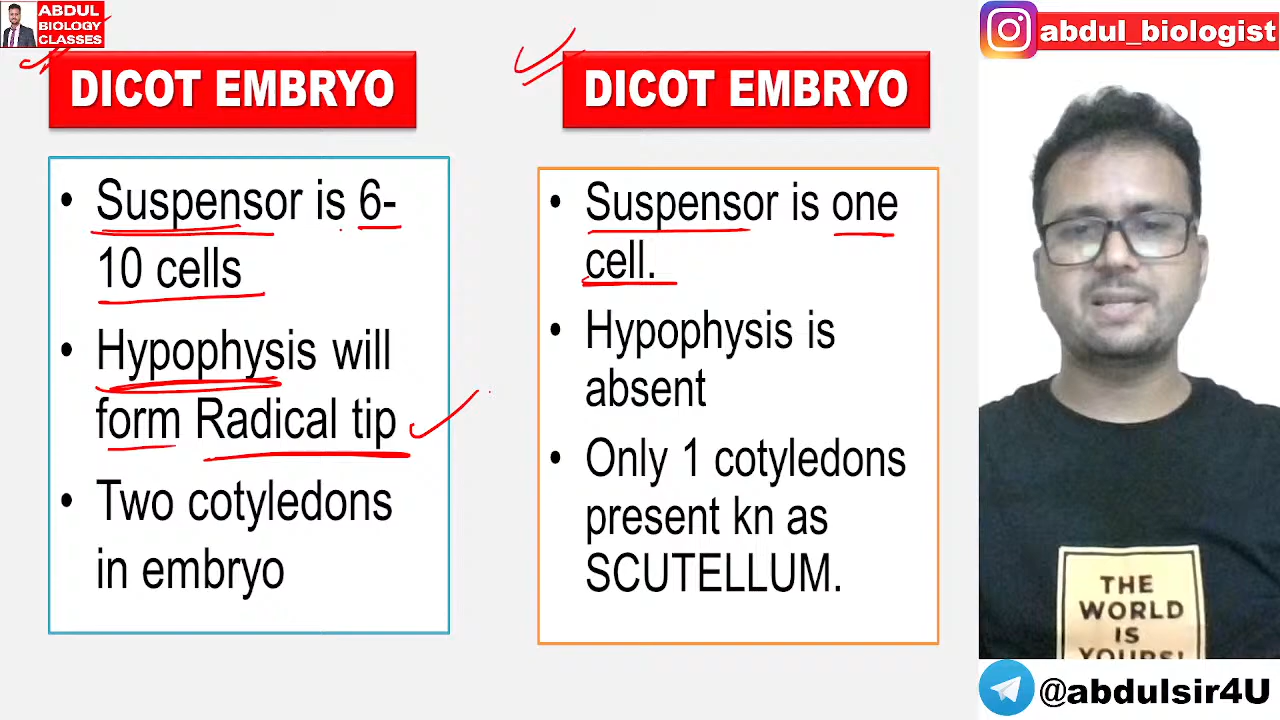 ABDUL
BIOLOGY
CLASSES
DICOT EMBRYO
• Suspensor is 6-
10 cells
• Hypophysis will
form Radical tip
• Two cotyledons
in embryo
DICOT EMBRYO
• Suspensor is one
cell.
• Hypophysis is
absent
• Only 1 cotyledons
present kn as
SCUTELLUM.
abdul_biologist
THE
WORLD
IS
YOURS!
@abdulsir4U